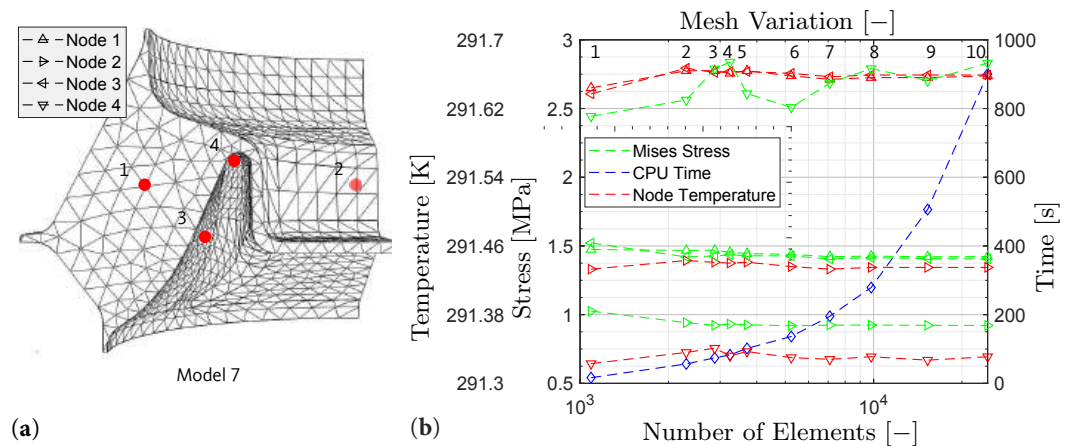 (a)
Node 1
Node 2
Node 3
Node 4
1
4
2
3
Model 7
(b)
Mesh Variation [−]
1 2 3 4 5 6 7 8 9 10
Temperature [K]
291.7
291.62
291.54
291.46
291.38
291.3
Stress [MPa]
3
2.5
2
1.5
1
0.5
Mises Stress
CPU Time
Node Temperature
1000
800
600
400
200
0
Time [s]
10³ 10⁴
Number of Elements [−]